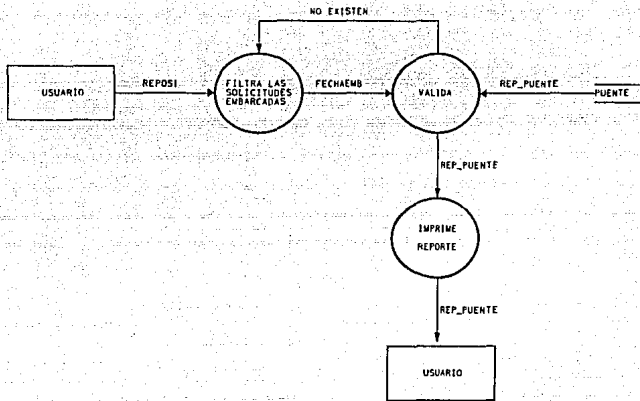 NO EXISTEN
USUARIO
REPOSI
FILTRA LAS
SOLICITUDES
EMBARCADAS
FECHAEMB
VALIDA
REP_PUENTE
PUENTE
REP_PUENTE
IMPRIME
REPORTE
REP_PUENTE
USUARIO